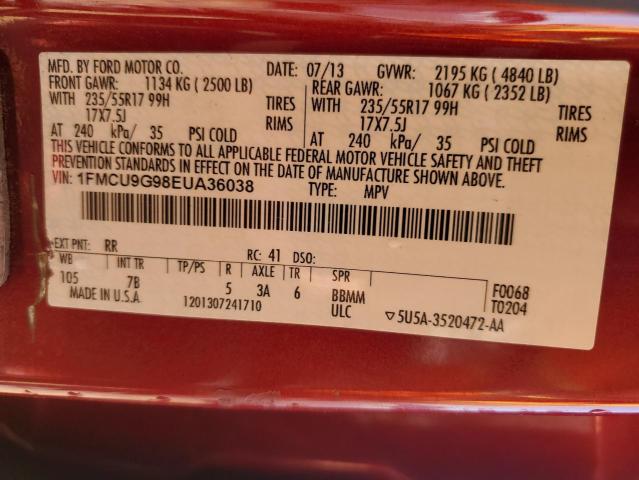 MFD. BY FORD MOTOR CO. DATE: 07/13 GVWR: 2195 KG ( 4840 LB)
FRONT GAWR: 1134 KG ( 2500 LB) REAR GAWR: 1067 KG ( 2352 LB)
WITH 235/55R17 99H TIRES WITH 235/55R17 99H TIRES
17X7.5J RIMS 17X7.5J RIMS
AT 240 kPa/ 35 PSI COLD AT 240 kPa/ 35 PSI COLD
THIS VEHICLE CONFORMS TO ALL APPLICABLE FEDERAL MOTOR VEHICLE SAFETY AND THEFT
PREVENTION STANDARDS IN EFFECT ON THE DATE OF MANUFACTURE SHOWN ABOVE.
VIN: 1FMCU9G98EUA36038 TYPE: MPV
EXT PNT: RR RC: 41 DSO:
WB INT TR TP/PS R AXLE TR SPR F0068
105 7B 5 3A 6 BBMM T0204
MADE IN U.S.A. 1201307241710 ULC ▽5U5A-3520472-AA